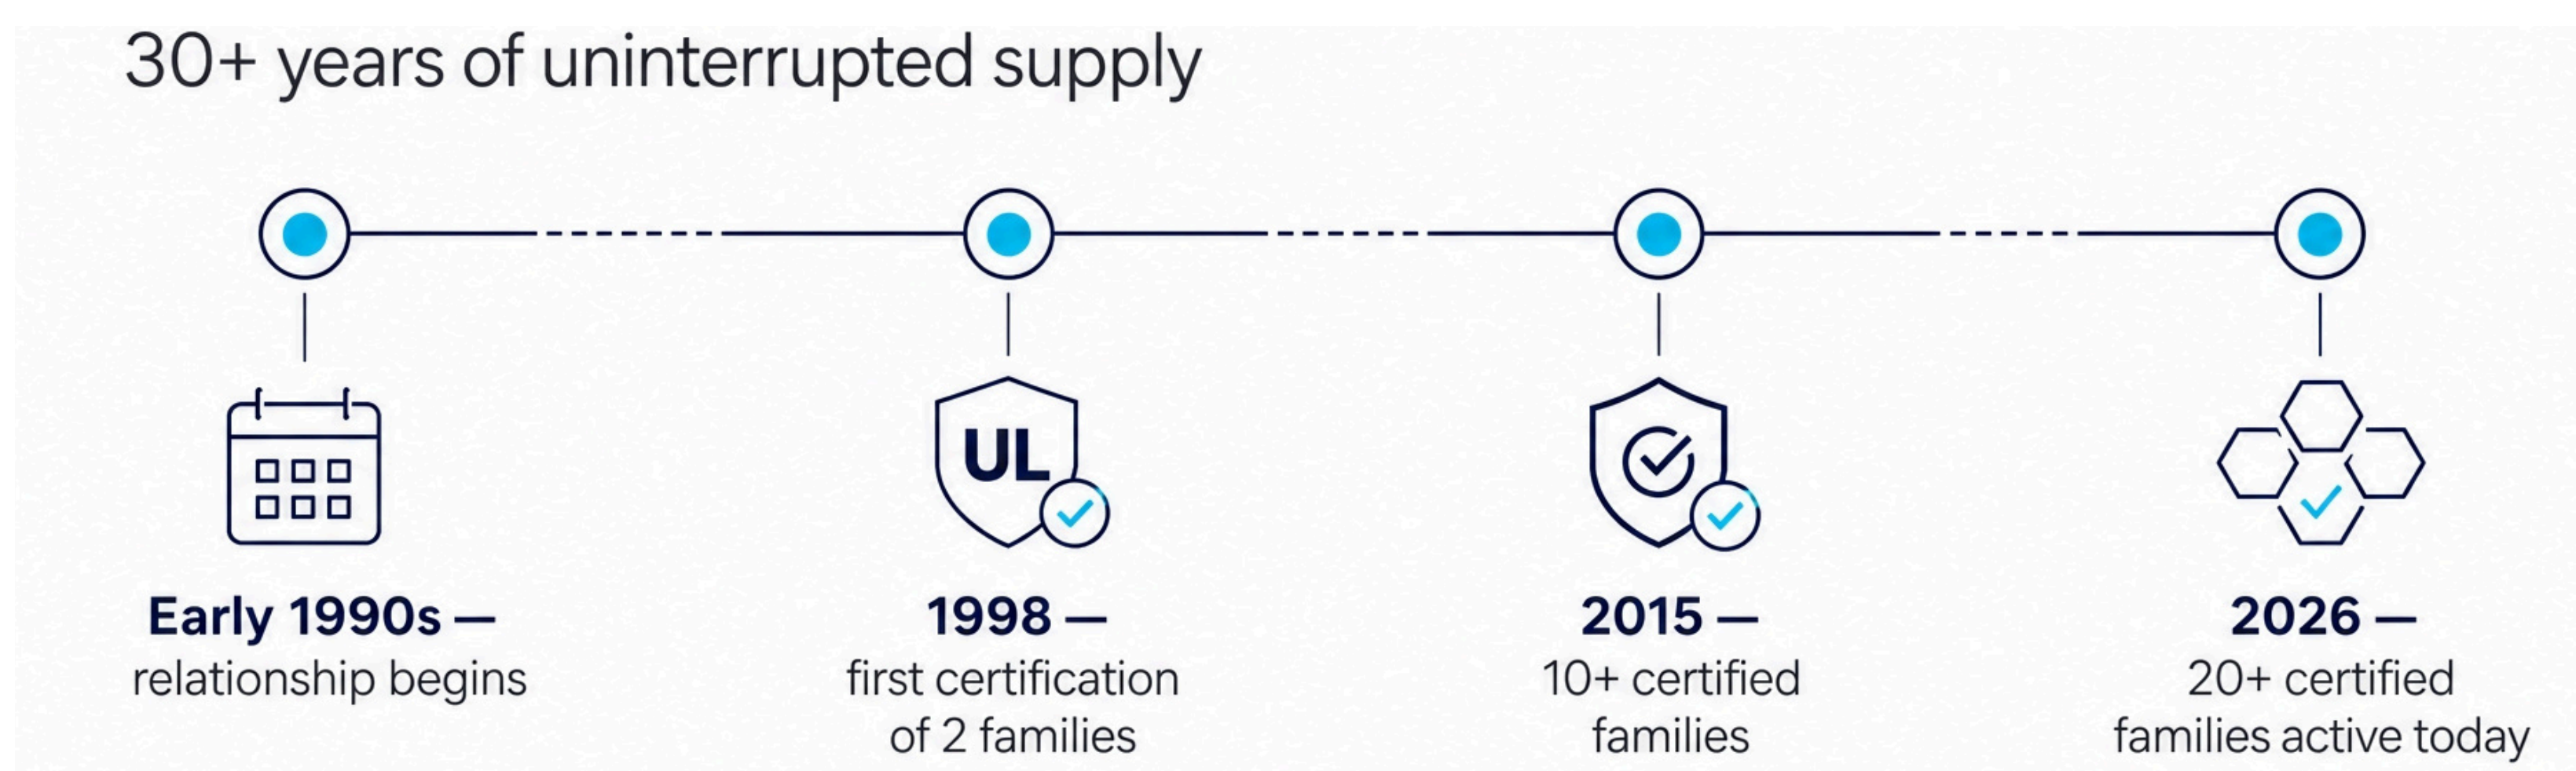 30+ years of uninterrupted supply
UL
Early 1990s —
relationship begins
1998 —
first certification
of 2 families
2015 —
10+ certified
families
2026 —
20+ certified
families active today